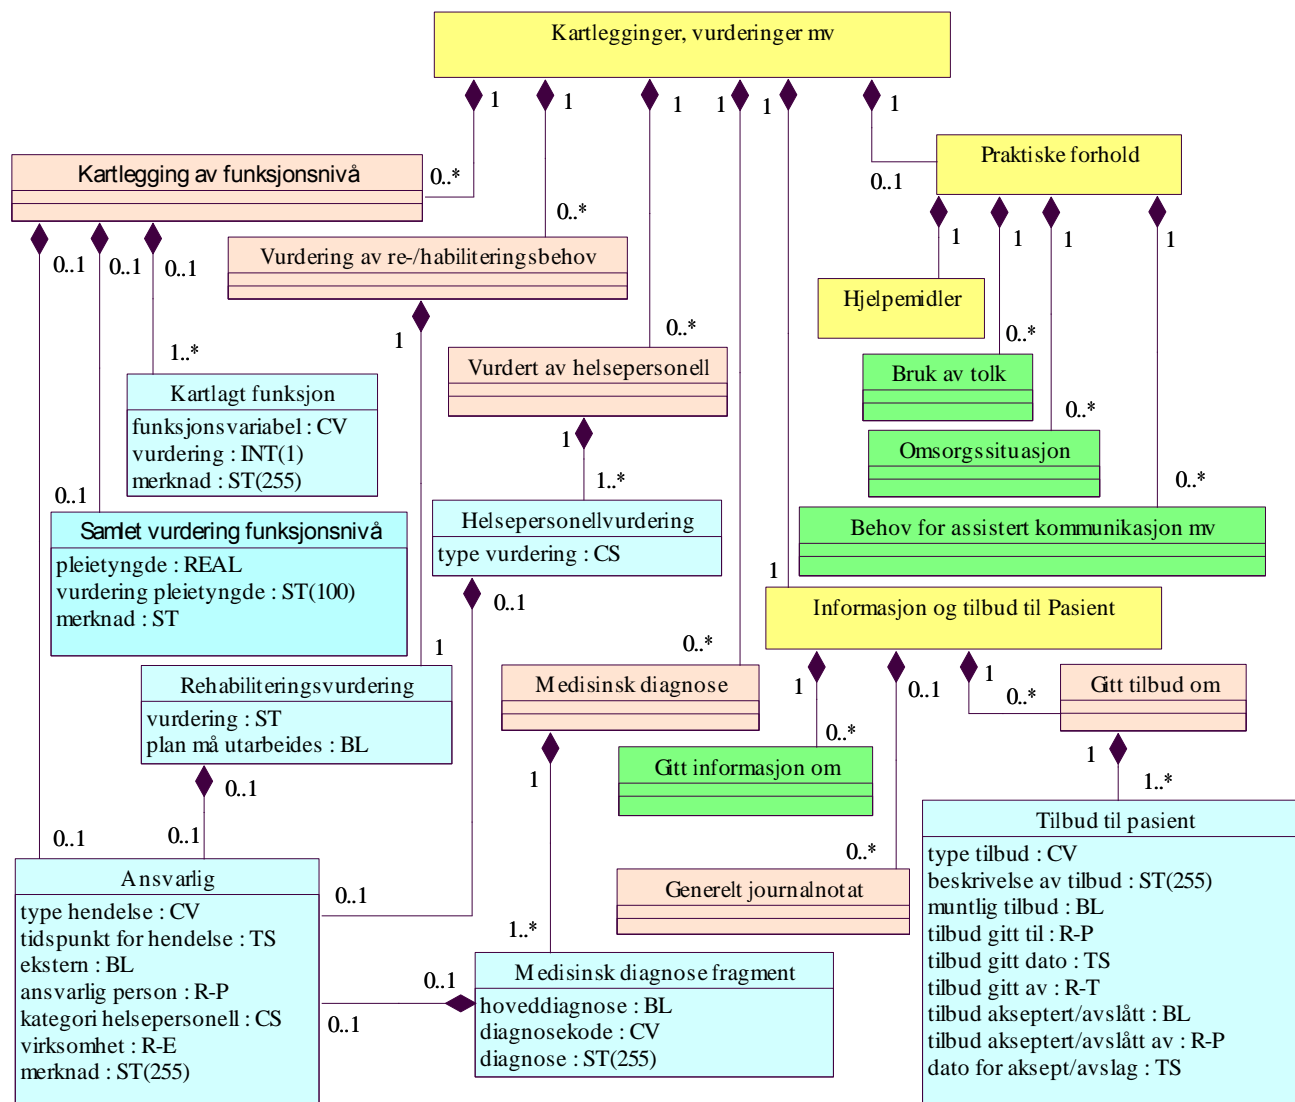 Kartlegginger, vurderinger mv
1
1
1
1
1
1
Praktiske forhold
0..1
Kartlegging av funksjonsnivå
0..*
0..1
0..1
0..1
0..*
Vurdering av re-/habiliteringsbehov
1
1
1
1
1
Hjelpemidler
0..*
Vurdert av helsepersonell
1
0..*
Bruk av tolk
0..*
Omsorgssituasjon
0..*
Behov for assistert kommunikasjon mv
1..*
Kartlagt funksjon
funksjonsvariabel : CV
vurdering : INT(1)
merknad : ST(255)
0..1
Samlet vurdering funksjonsnivå
pleietyngde : REAL
vurdering pleietyngde : ST(100)
merknad : ST
1..*
Helsepersonellvurdering
type vurdering : CS
0..1
1
Informasjon og tilbud til Pasient
1
0..1
1
0..*
Gitt tilbud om
1
1..*
1
Rehabiliteringsvurdering
vurdering : ST
plan må utarbeides : BL
0..1
0..*
Medisinsk diagnose
1
0..*
Gitt informasjon om
0..*
Generelt journalnotat
0..1
0..1
0..1
Ansvarlig
type hendelse : CV
tidspunkt for hendelse : TS
ekstern : BL
ansvarlig person : R-P
kategori helsepersonell : CS
virksomhet : R-E
merknad : ST(255)
0..1
0..1
1..*
Medisinsk diagnose fragment
hoveddiagnose : BL
diagnosekode : CV
diagnose : ST(255)
Tilbud til pasient
type tilbud : CV
beskrivelse av tilbud : ST(255)
muntlig tilbud : BL
tilbud gitt til : R-P
tilbud gitt dato : TS
tilbud gitt av : R-T
tilbud akseptert/avslått : BL
tilbud akseptert/avslått av : R-P
dato for aksept/avslag : TS